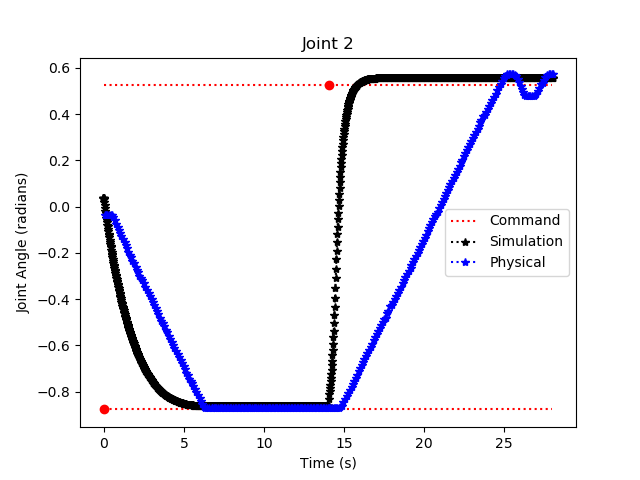 Joint 2
0.6
0.4
0.2
0.0
−0.2
−0.4
−0.6
−0.8
Joint Angle (radians)
Command
Simulation
Physical
0
5
10
15
20
25
Time (s)